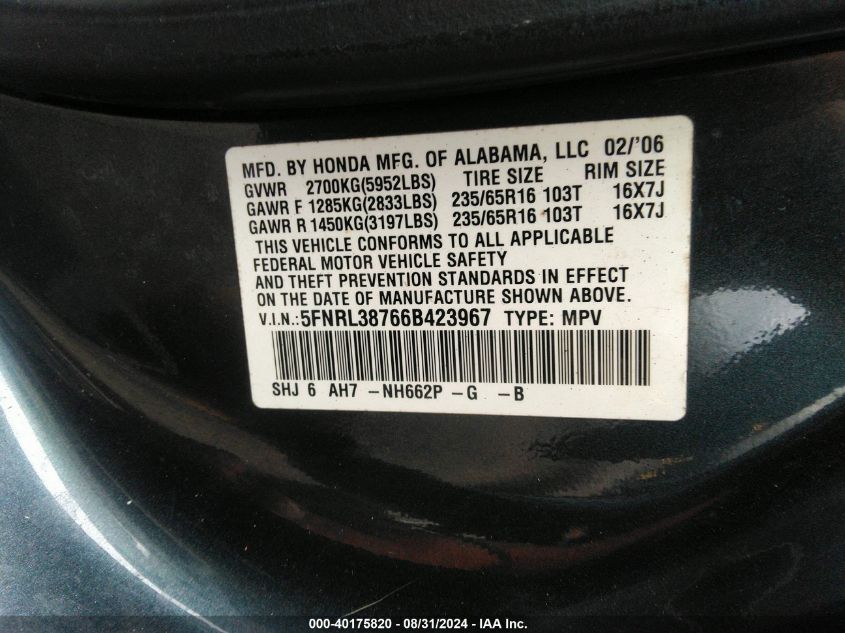 MFD. BY HONDA MFG. OF ALABAMA, LLC 02/'06
GVWR 2700KG(5952LBS) TIRE SIZE RIM SIZE
GAWR F 1285KG(2833LBS) 235/65R16 103T 16X7J
GAWR R 1450KG(3197LBS) 235/65R16 103T 16X7J
THIS VEHICLE CONFORMS TO ALL APPLICABLE
FEDERAL MOTOR VEHICLE SAFETY
AND THEFT PREVENTION STANDARDS IN EFFECT
ON THE DATE OF MANUFACTURE SHOWN ABOVE.
V.I.N.:5FNRL38766B423967 TYPE: MPV
SHJ 6 AH7 -NH662P -G -B
000-40175820 - 08/31/2024 - IAA Inc.